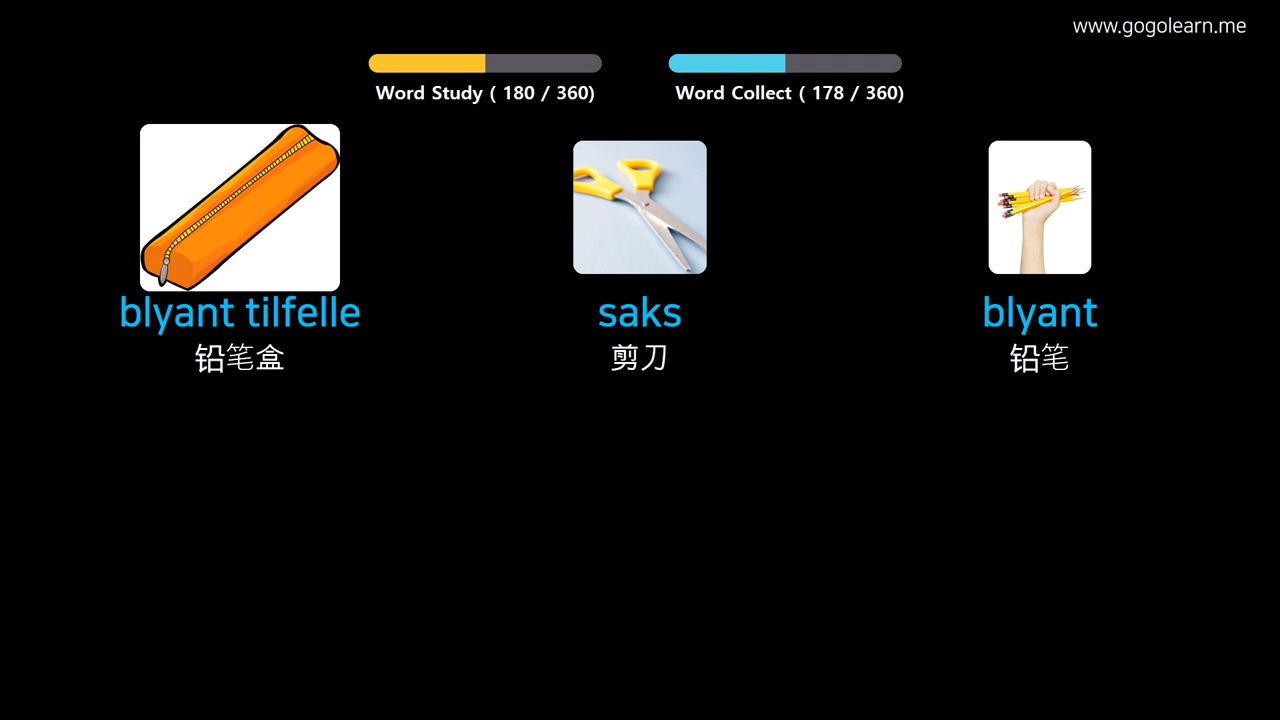 www.gogolearn.me
Word Study ( 180 / 360)
Word Collect ( 178 / 360)
blyant tilfelle
saks
blyant
铅笔盒
剪刀
铅笔